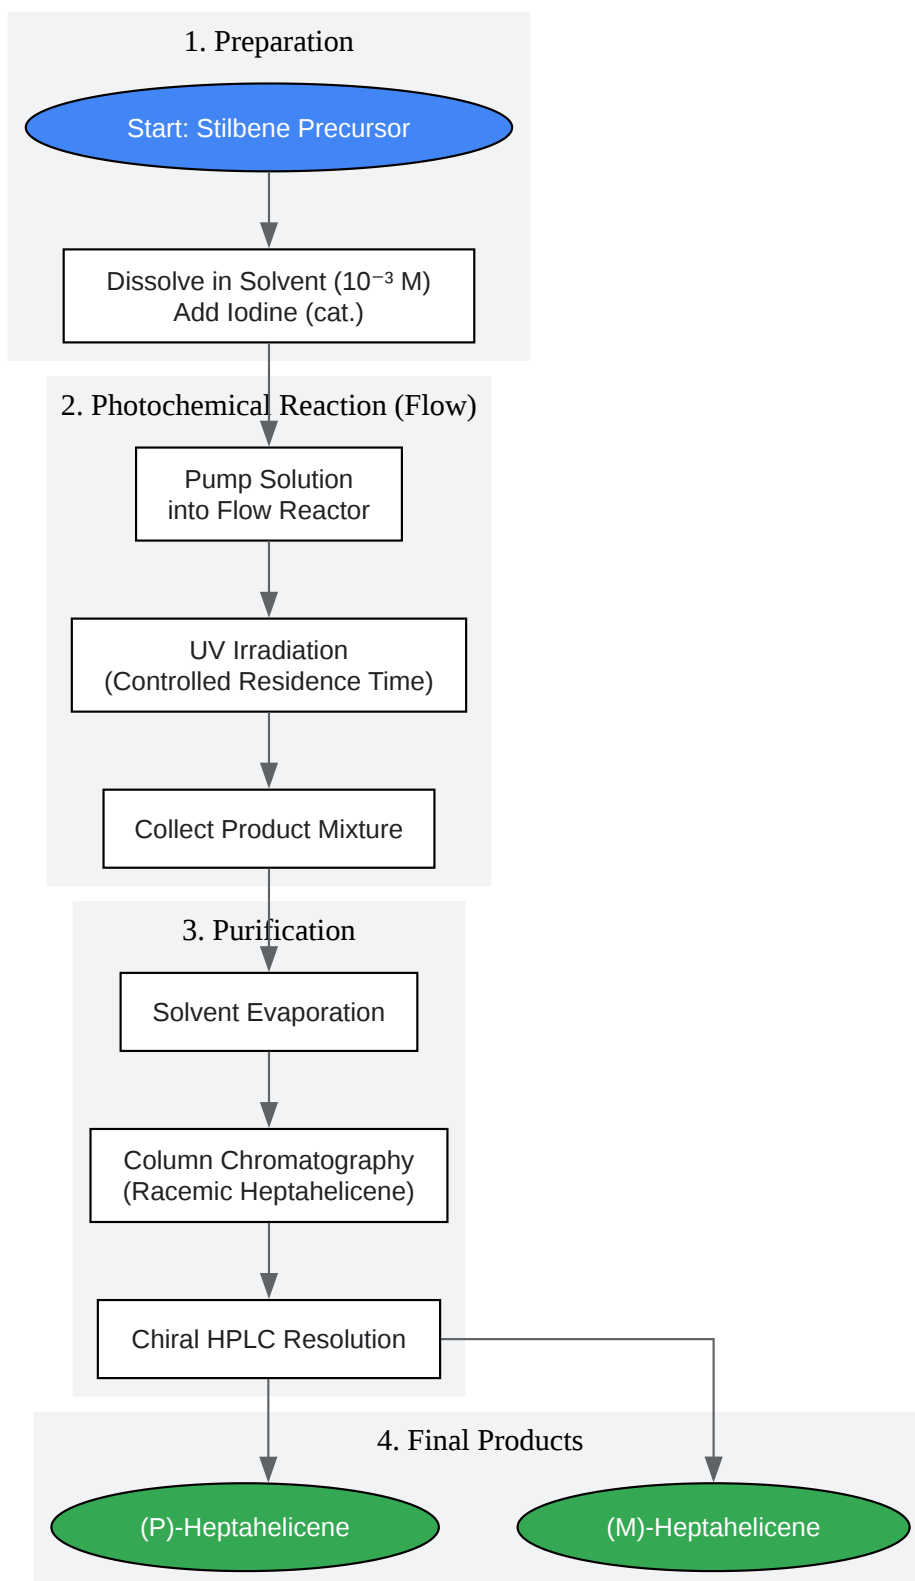 1. Preparation
Start: Stilbene Precursor
Dissolve in Solvent (10⁻³ M)
Add Iodine (cat.)
2. Photochemical Reaction (Flow)
Pump Solution
into Flow Reactor
UV Irradiation
(Controlled Residence Time)
Collect Product Mixture
3. Purification
Solvent Evaporation
Column Chromatography
(Racemic Heptahelicene)
Chiral HPLC Resolution
4. Final Products
(P)-Heptahelicene
(M)-Heptahelicene